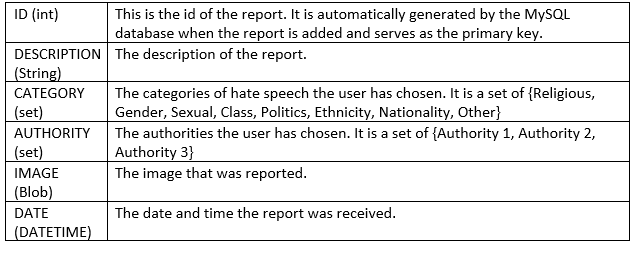 ID (int)
This is the id of the report. It is automatically generated by the MySQL
database when the report is added and serves as the primary key.
DESCRIPTION
(String)
The description of the report.
CATEGORY
(set)
The categories of hate speech the user has chosen. It is a set of {Religious,
Gender, Sexual, Class, Politics, Ethnicity, Nationality, Other}
AUTHORITY
(set)
The authorities the user has chosen. It is a set of {Authority 1, Authority 2,
Authority 3}
IMAGE
(Blob)
The image that was reported.
DATE
(DATETIME)
The date and time the report was received.